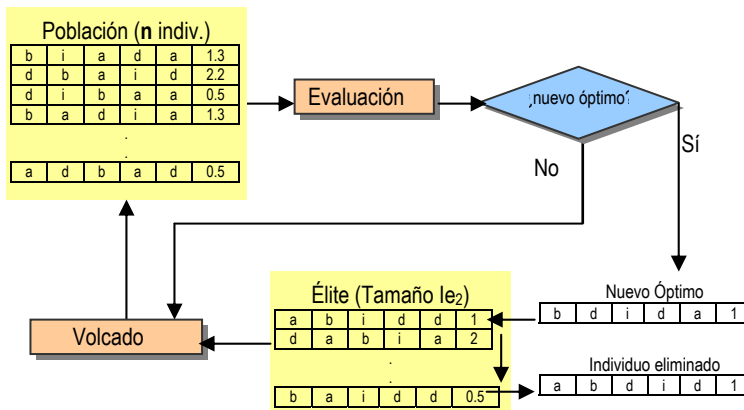 Población (n indiv.)
b i a d a 1.3
d b a i d 2.2
d i b a a 0.5
b a d i a 1.3
.
.
a d b a d 0.5
Evaluación
¿nuevo óptimo?
Sí
No
Volcado
Élite (Tamaño Ie2)
a b i d d 1
d a b i a 2
.
.
b a i d d 0.5
Nuevo Óptimo
b d i d a 1
Individuo eliminado
a b d i d 1